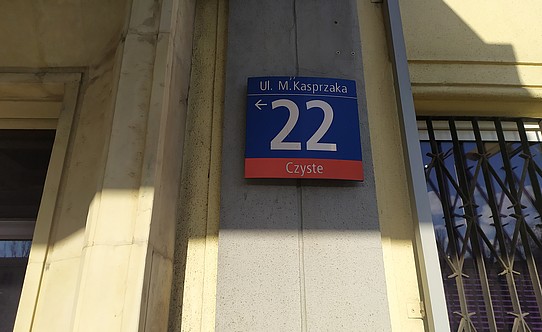 Ul. M. Kasprzaka
← 22
Czyste